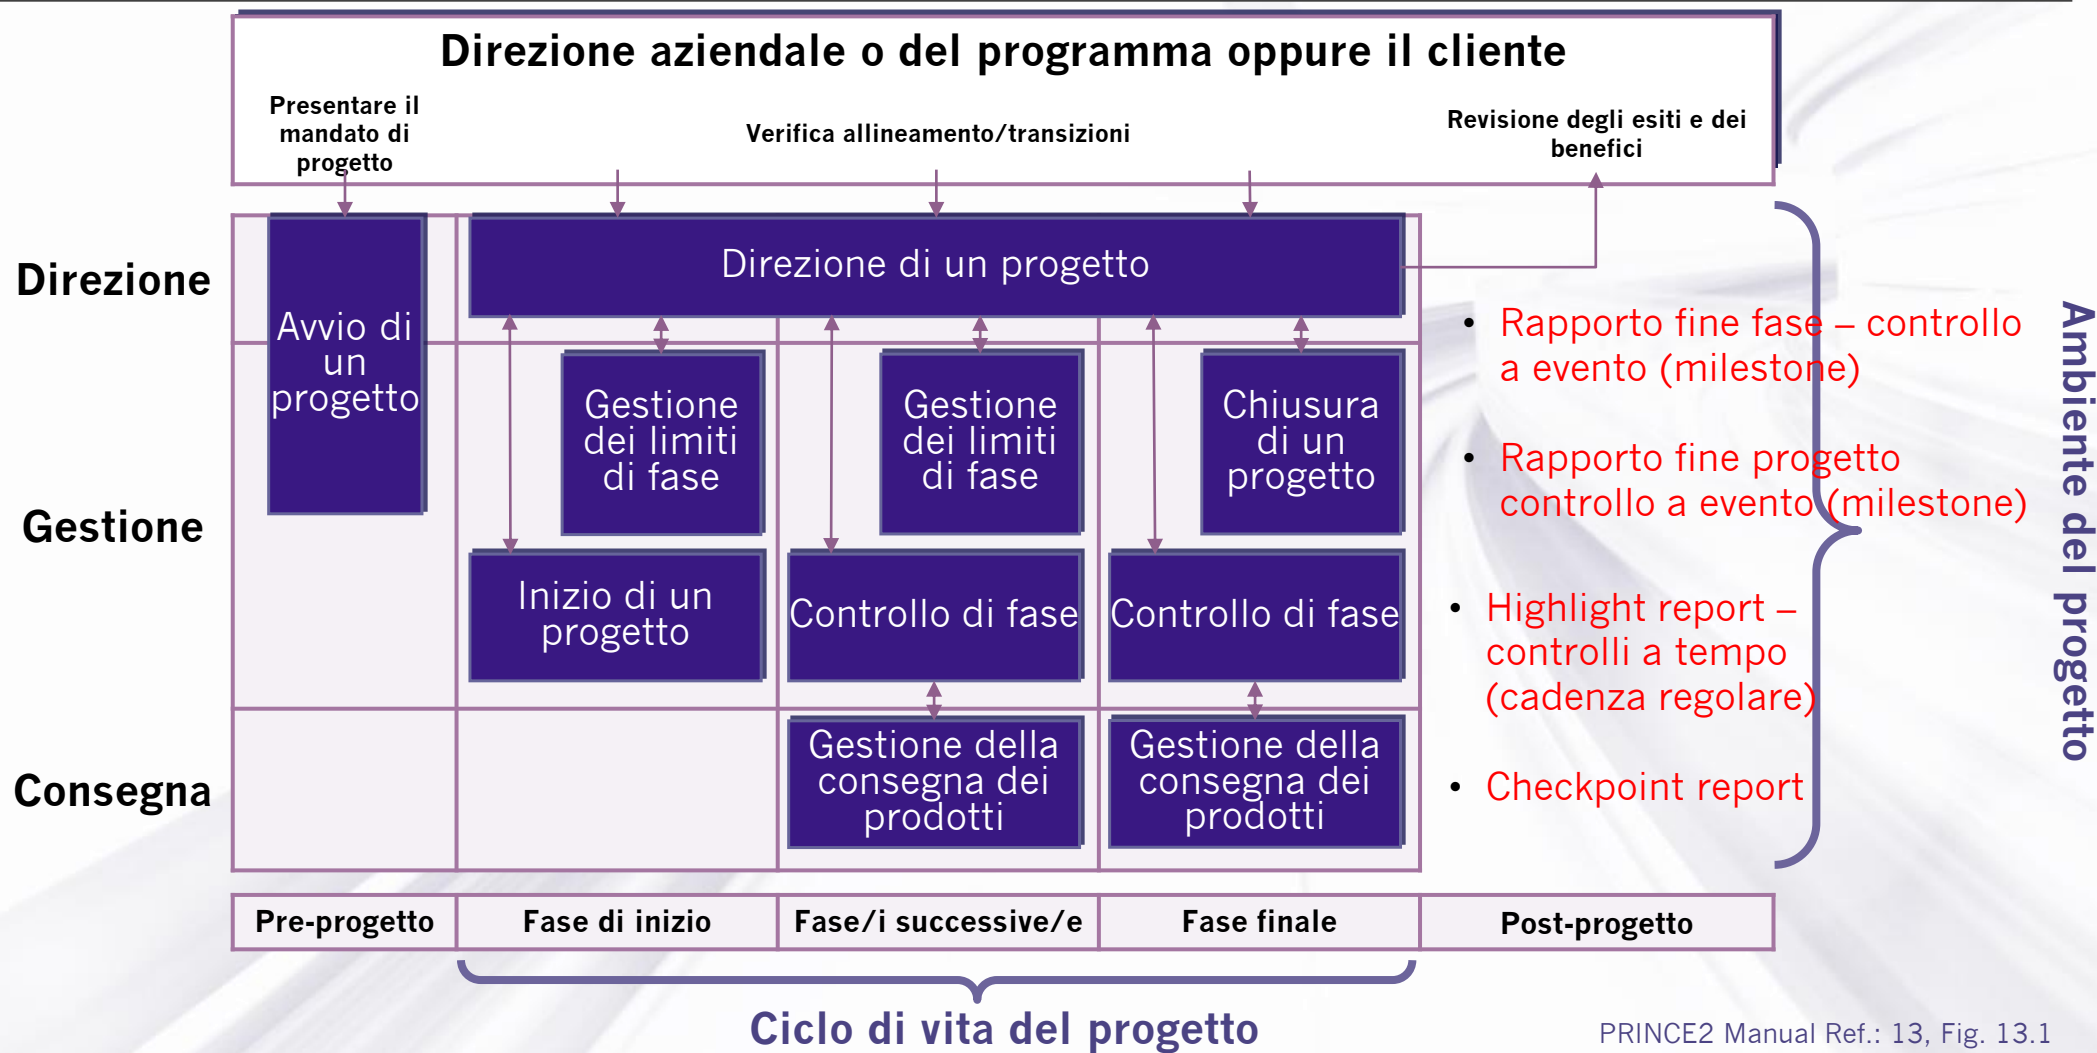 Direzione aziendale o del programma oppure il cliente
Presentare il
mandato di
progetto
Verifica allineamento/transizioni
Revisione degli esiti e dei
benefici
Direzione
Avvio di
un
progetto
Direzione di un progetto
Gestione
Gestione
dei limiti
di fase
Gestione
dei limiti
di fase
Chiusura
di un
progetto
Inizio di un
progetto
Controllo di fase
Controllo di fase
Consegna
Gestione della
consegna dei
prodotti
Gestione della
consegna dei
prodotti
• Rapporto fine fase – controllo
a evento (milestone)
• Rapporto fine progetto
controllo a evento (milestone)
• Highlight report –
controlli a tempo
(cadenza regolare)
• Checkpoint report
Ambiente del progetto
Pre-progetto
Fase di inizio
Fase/i successive/e
Fase finale
Post-progetto
Ciclo di vita del progetto
PRINCE2 Manual Ref.: 13, Fig. 13.1